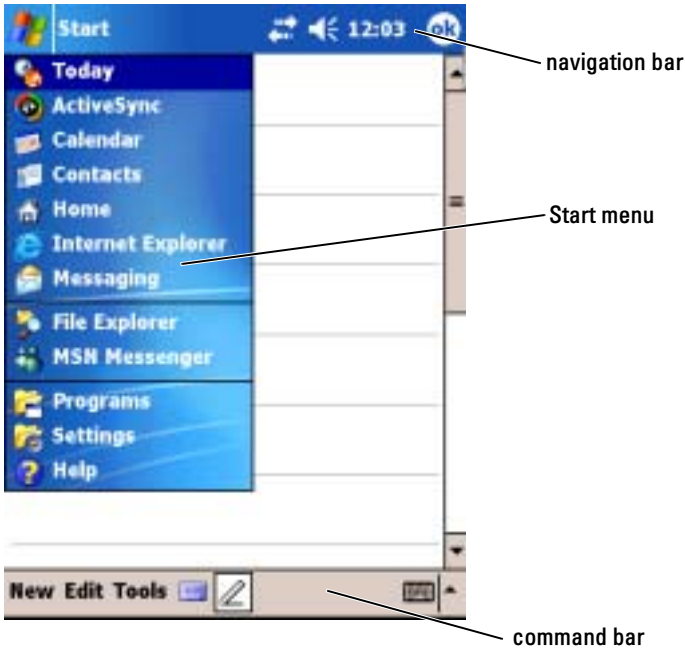 Start 12:03 ok
navigation bar
Today
ActiveSync
Calendar
Contacts
Home
Start menu
Internet Explorer
Messaging
File Explorer
MSN Messenger
Programs
Settings
Help
New Edit Tools
command bar